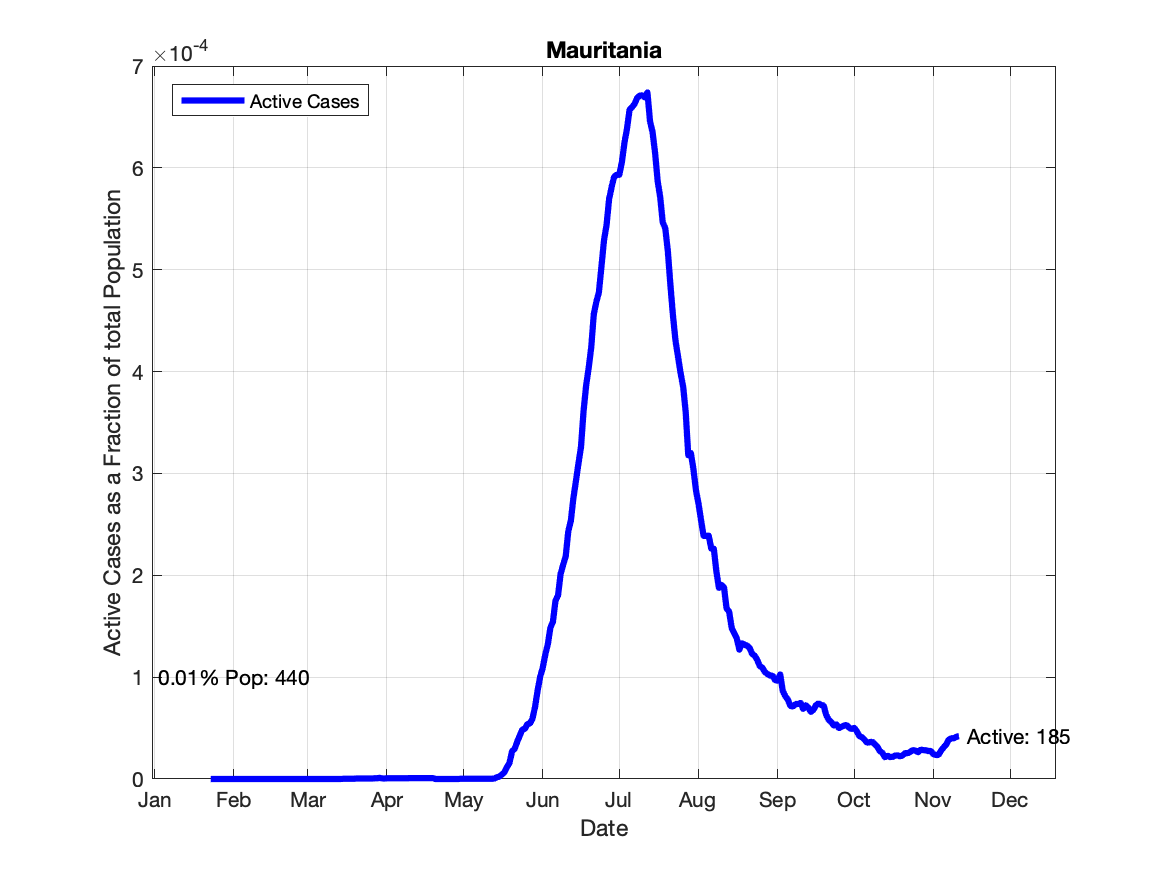 Mauritania
×10-4
Active Cases
7
6
5
4
3
2
1
0
Active Cases as a Fraction of total Population
0.01% Pop: 440
Active: 185
Jan Feb Mar Apr May Jun Jul Aug Sep Oct Nov Dec
Date